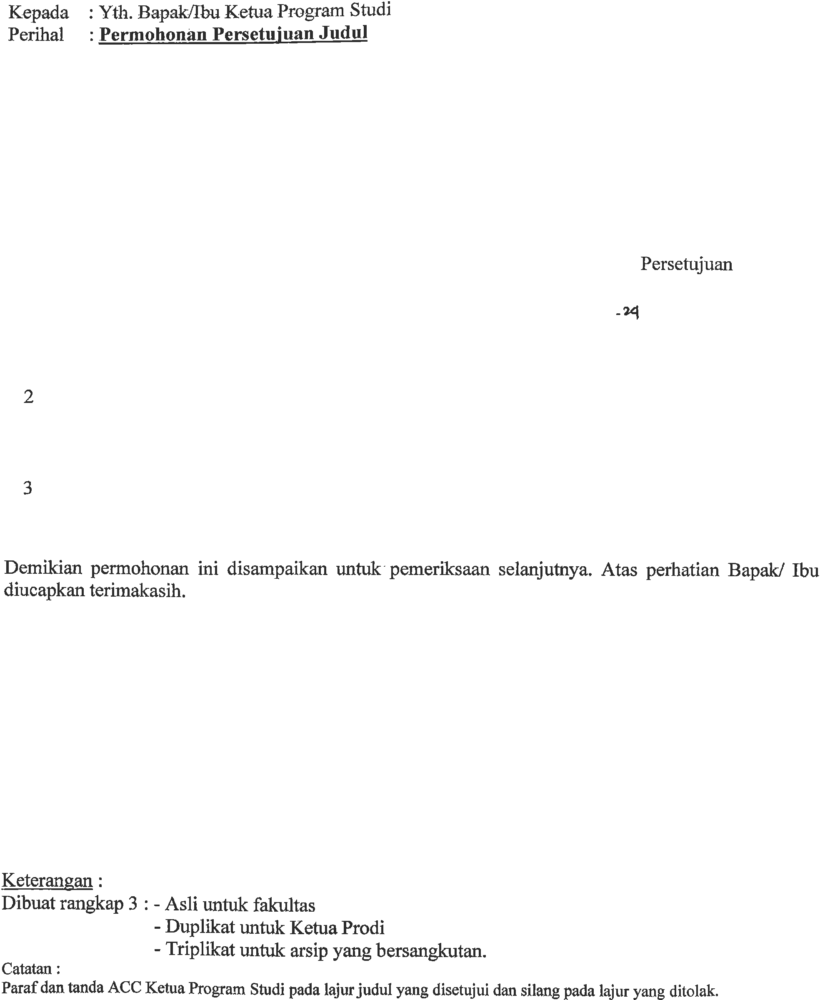 Kepada : Yth. Bapak/Ibu Ketua Program Studi
Perihal : Permohonan Persetujuan Judul
Persetujuan
-24
2
3
Demikian permohonan ini disampaikan untuk pemeriksaan selanjutnya. Atas perhatian Bapak/ Ibu
diucapkan terimakasih.
Keterangan :
Dibuat rangkap 3 : - Asli untuk fakultas
- Duplikat untuk Ketua Prodi
- Triplikat untuk arsip yang bersangkutan.
Catatan :
Paraf dan tanda ACC Ketua Program Studi pada lajur judul yang disetujui dan silang pada lajur yang ditolak.